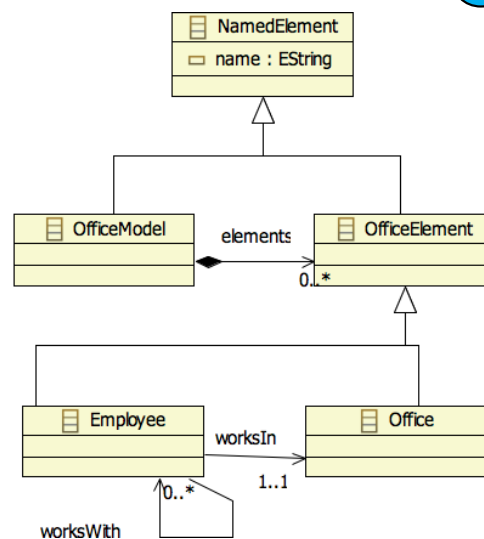 NamedElement
name : EString
OfficeModel
elements
OfficeElement
0..*
Employee
worksIn
Office
1..1
0..*
worksWith